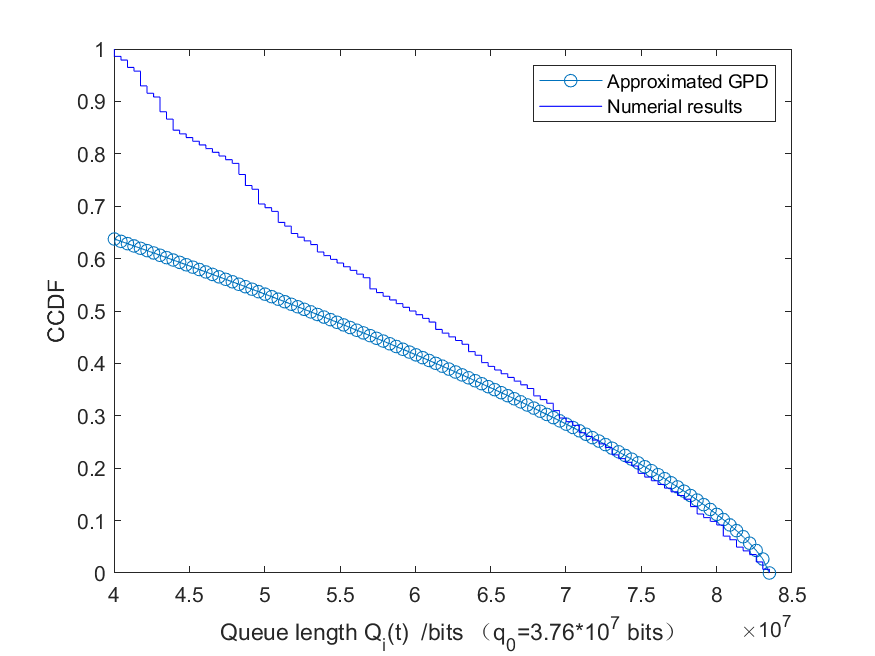 Approximated GPD
Numerial results
CCDF
1
0.9
0.8
0.7
0.6
0.5
0.4
0.3
0.2
0.1
0
4 4.5 5 5.5 6 6.5 7 7.5 8 8.5
×10^7
Queue length Q_i(t) /bits （q_0=3.76*10^7 bits）